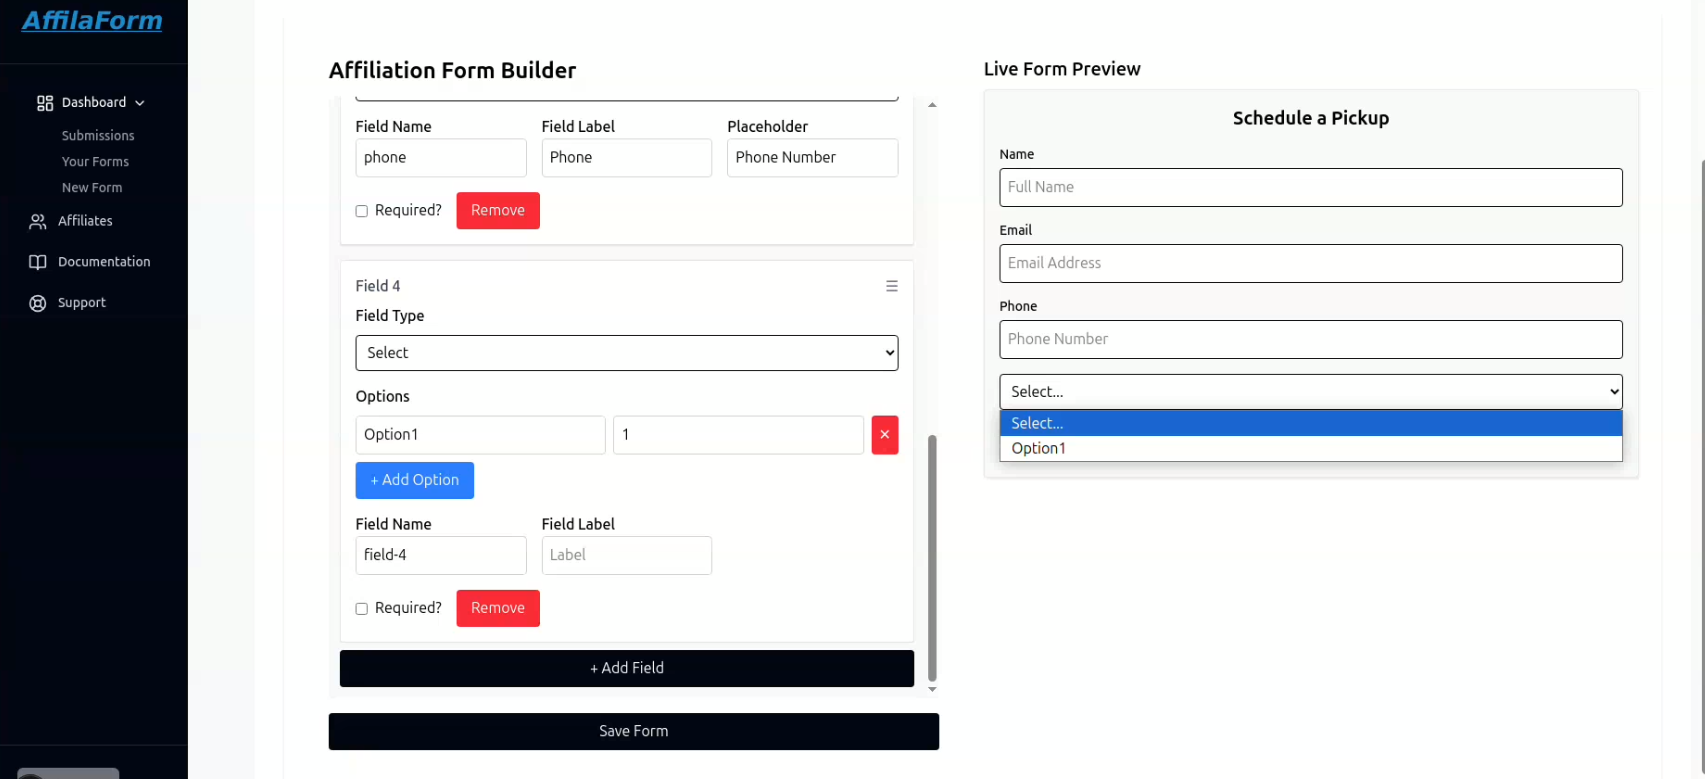 AffilaForm
Dashboard
Submissions
Your Forms
New Form
Affiliates
Documentation
Support
Affiliation Form Builder
Field Name Field Label Placeholder
phone Phone Phone Number
Required? Remove
Field 4
Field Type
Select
Options
Option1 1 ×
+ Add Option
Field Name Field Label
field-4 Label
Required? Remove
+ Add Field
Save Form
Live Form Preview
Schedule a Pickup
Name
Full Name
Email
Email Address
Phone
Phone Number
Select...
Select...
Option1